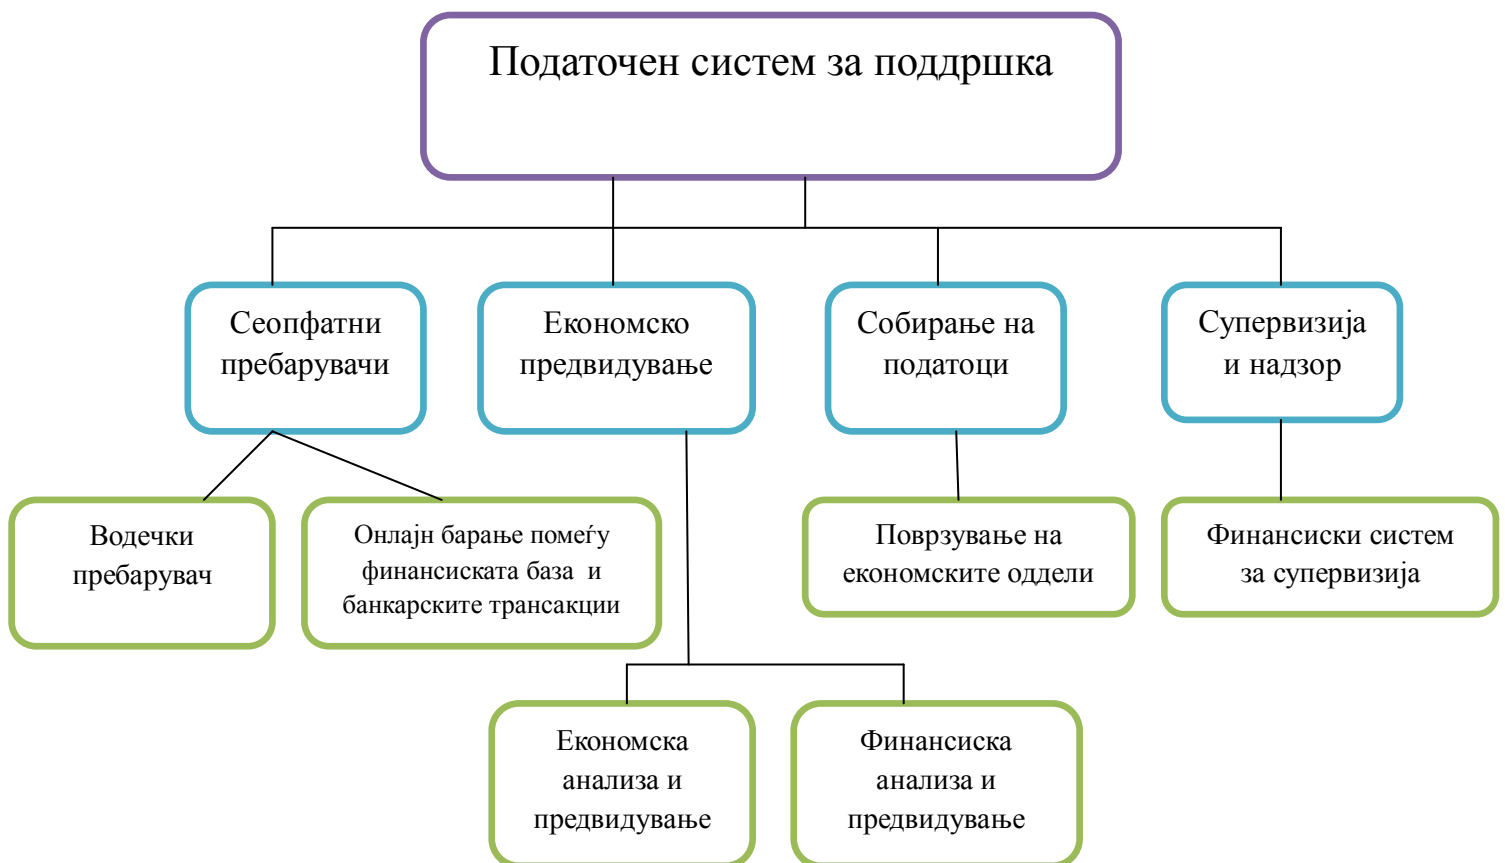 Податочен систем за поддршка
Сеопфатни
пребарувачи
Економско
предвидување
Собирање на
податоци
Супервизија
и надзор
Водечки
пребарувач
Онлајн барање помеѓу
финансиската база и
банкарските трансакции
Поврзување на
економските оддели
Финансиски систем
за супервизија
Економска
анализа и
предвидување
Финансиска
анализа и
предвидување